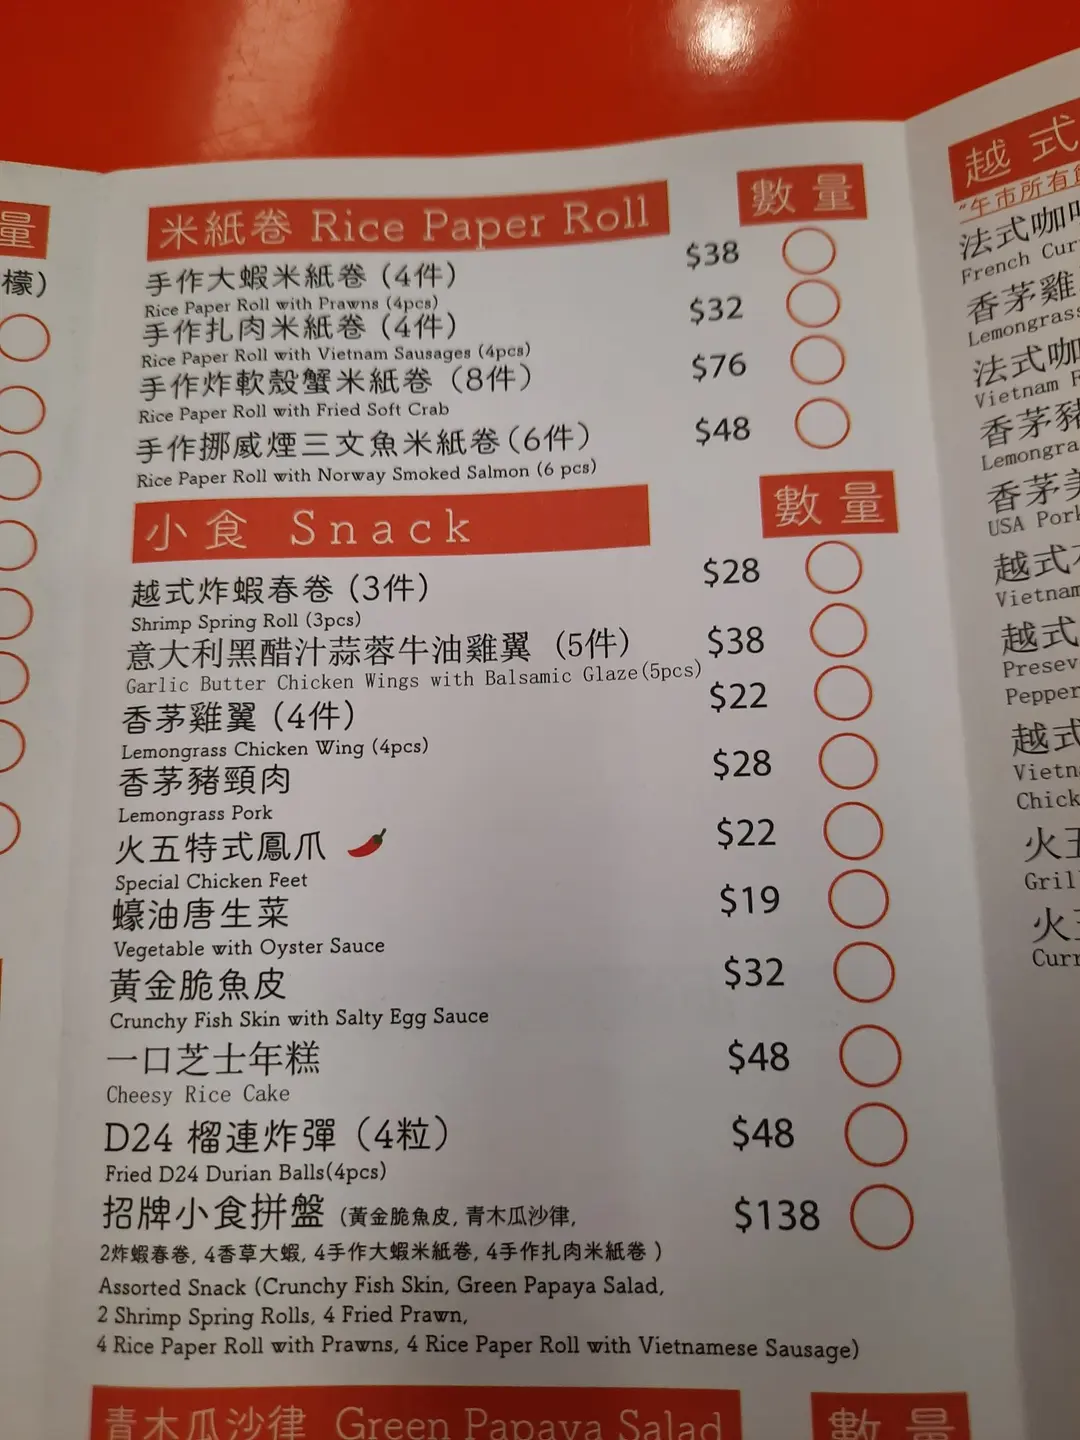 量
檬)
米紙卷 Rice Paper Roll 數量
手作大蝦米紙卷 (4件) $38
Rice Paper Roll with Prawns (4pcs)
手作扎肉米紙卷 (4件) $32
Rice Paper Roll with Vietnam Sausages (4pcs)
手作炸軟殼蟹米紙卷 (8件) $76
Rice Paper Roll with Fried Soft Crab
手作挪威煙三文魚米紙卷 (6件) $48
Rice Paper Roll with Norway Smoked Salmon (6 pcs)
小食 Snack 數量
越式炸蝦春卷 (3件) $28
Shrimp Spring Roll (3pcs)
意大利黑醋汁蒜蓉牛油雞翼 (5件) $38
Garlic Butter Chicken Wings with Balsamic Glaze(5pcs)
香茅雞翼 (4件) $22
Lemongrass Chicken Wing (4pcs)
香茅豬頸肉 $28
Lemongrass Pork
火五特式鳳爪 $22
Special Chicken Feet
蠔油唐生菜 $19
Vegetable with Oyster Sauce
黃金脆魚皮 $32
Crunchy Fish Skin with Salty Egg Sauce
一口芝士年糕 $48
Cheesy Rice Cake
D24 榴連炸彈 (4粒) $48
Fried D24 Durian Balls(4pcs)
招牌小食拼盤 (黃金脆魚皮, 青木瓜沙律, $138
2炸蝦春卷, 4香草大蝦, 4手作大蝦米紙卷, 4手作扎肉米紙卷 )
Assorted Snack (Crunchy Fish Skin, Green Papaya Salad,
2 Shrimp Spring Rolls, 4 Fried Prawn,
4 Rice Paper Roll with Prawns, 4 Rice Paper Roll with Vietnamese Sausage)
青木瓜沙律 Green Papaya Salad 數量
越式
"午市所有
法式咖
French Cur
香茅雞
Lemongrass
法式咖
Vietnam F
香茅豬
Lemongra
香茅美
USA Pork
越式
Vietnam
越式
Presev
Pepper
越式
Vietn
Chick
火五
Gril
火五
Curr